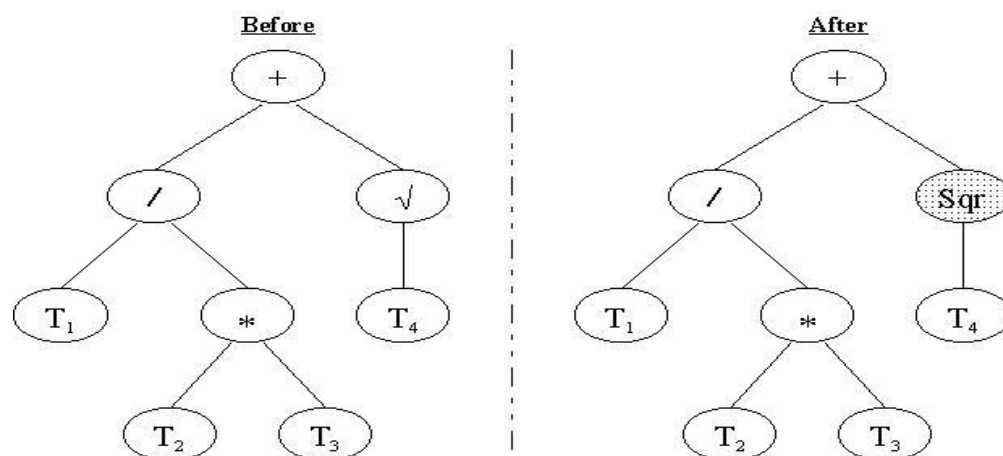 Before After
+ +
/ √ / Sqr
T₁ * T₄ T₁ * T₄
T₂ T₃ T₂ T₃